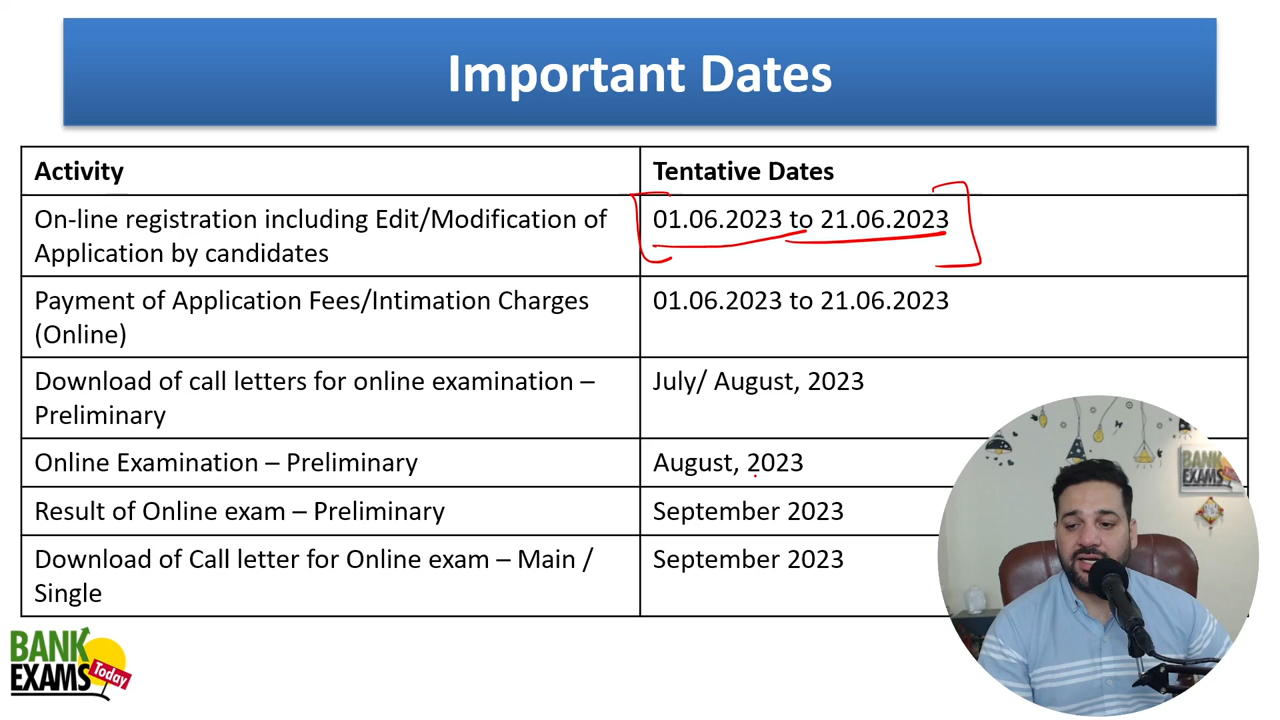 Important Dates
Activity
Tentative Dates
On-line registration including Edit/Modification of
Application by candidates
01.06.2023 to 21.06.2023
Payment of Application Fees/Intimation Charges
(Online)
01.06.2023 to 21.06.2023
Download of call letters for online examination –
Preliminary
July/ August, 2023
Online Examination – Preliminary
August, 2023
Result of Online exam – Preliminary
September 2023
Download of Call letter for Online exam – Main /
Single
September 2023
BANK
EXAMS
Today
BANK
EXAMS